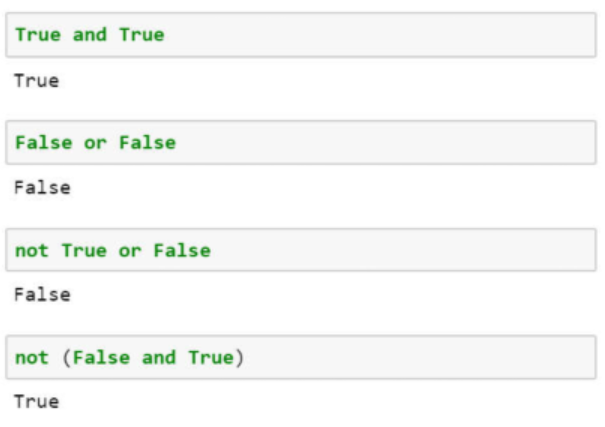 True and True
True
False or False
False
not True or False
False
not (False and True)
True